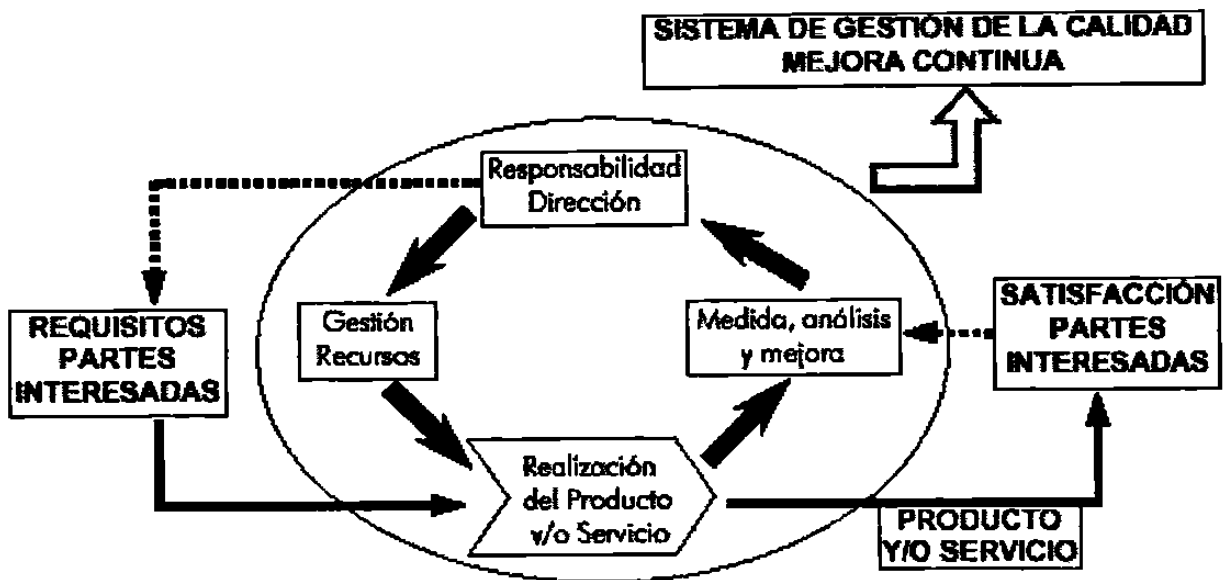 SISTEMA DE GESTIÓN DE LA CALIDAD
MEJORA CONTINUA
Responsabilidad
Dirección
REQUISITOS
PARTES
INTERESADAS
Gestión
Recursos
Medida, análisis
y mejora
SATISFACCIÓN
PARTES
INTERESADAS
Realización
del Producto
y/o Servicio
PRODUCTO
Y/O SERVICIO